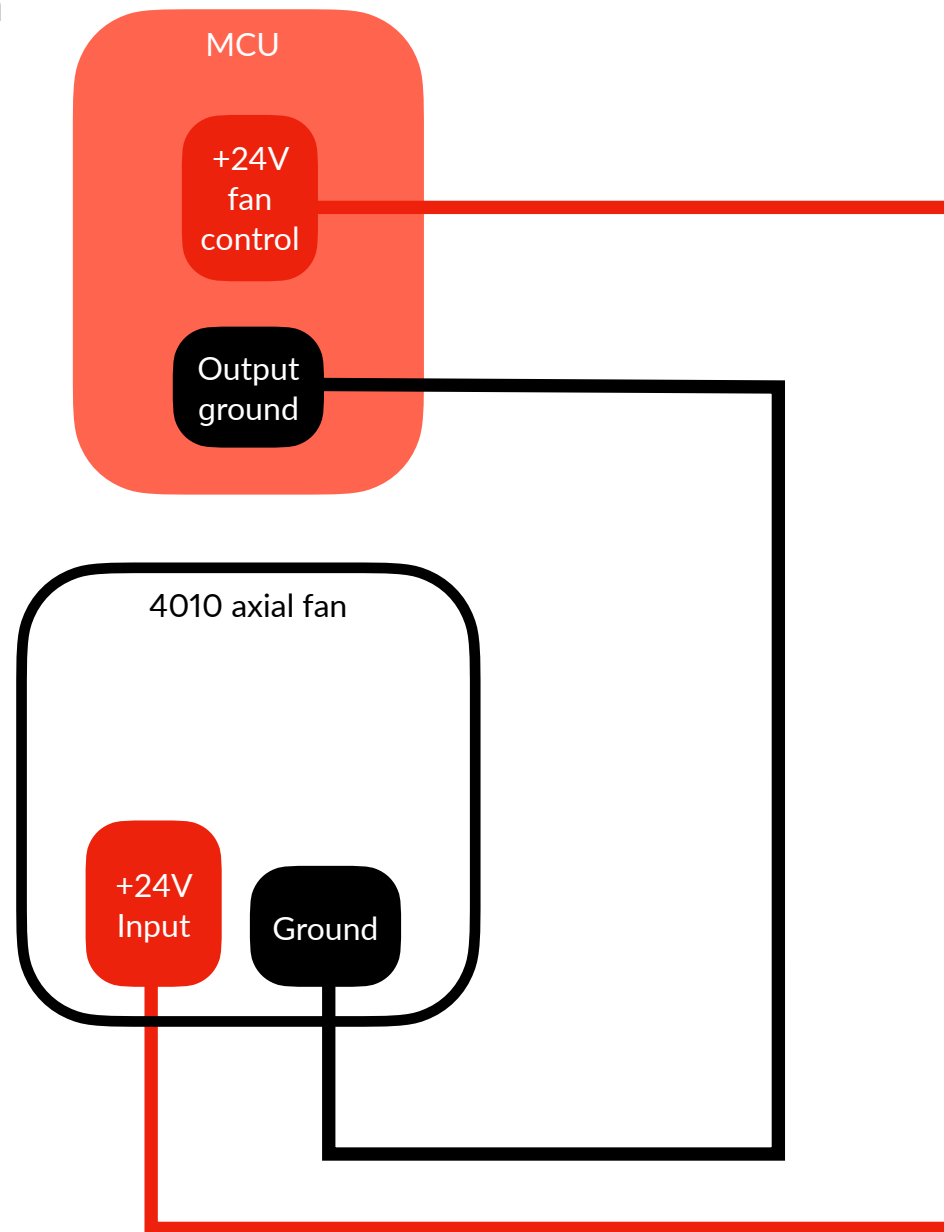 MCU
+24V
fan
control
Output
ground
4010 axial fan
+24V
Input
Ground